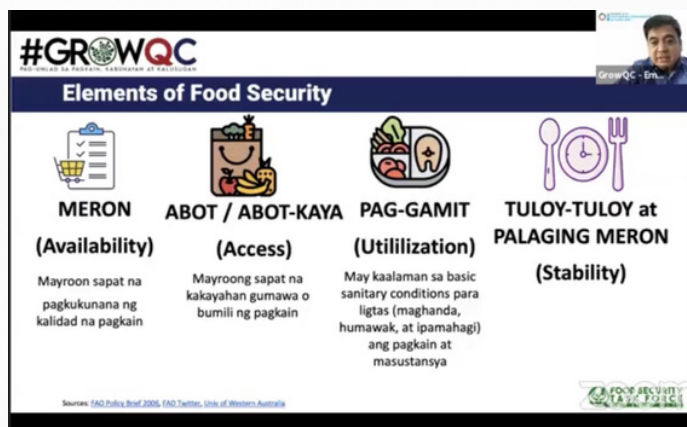 #GROWQC
PAG-UNLAD SA PAGKAIN, KABUHAYAN AT KALUSUGAN
GrowQC - Em...
Elements of Food Security
MERON
(Availability)
Mayroon sapat na
pagkukunana ng
kalidad na pagkain
ABOT / ABOT-KAYA
(Access)
Mayroong sapat na
kakayahan gumawa o
bumili ng pagkain
PAG-GAMIT
(Utililization)
May kaalaman sa basic
sanitary conditions para
ligtas (maghanda,
humawak, at ipamahagi)
ang pagkain at
masustansya
TULOY-TULOY at
PALAGING MERON
(Stability)
Sources: FAO Policy Brief 2006, FAO Twitter, Univ of Western Australia
FOOD SECURITY
TASK FORCE
zoom